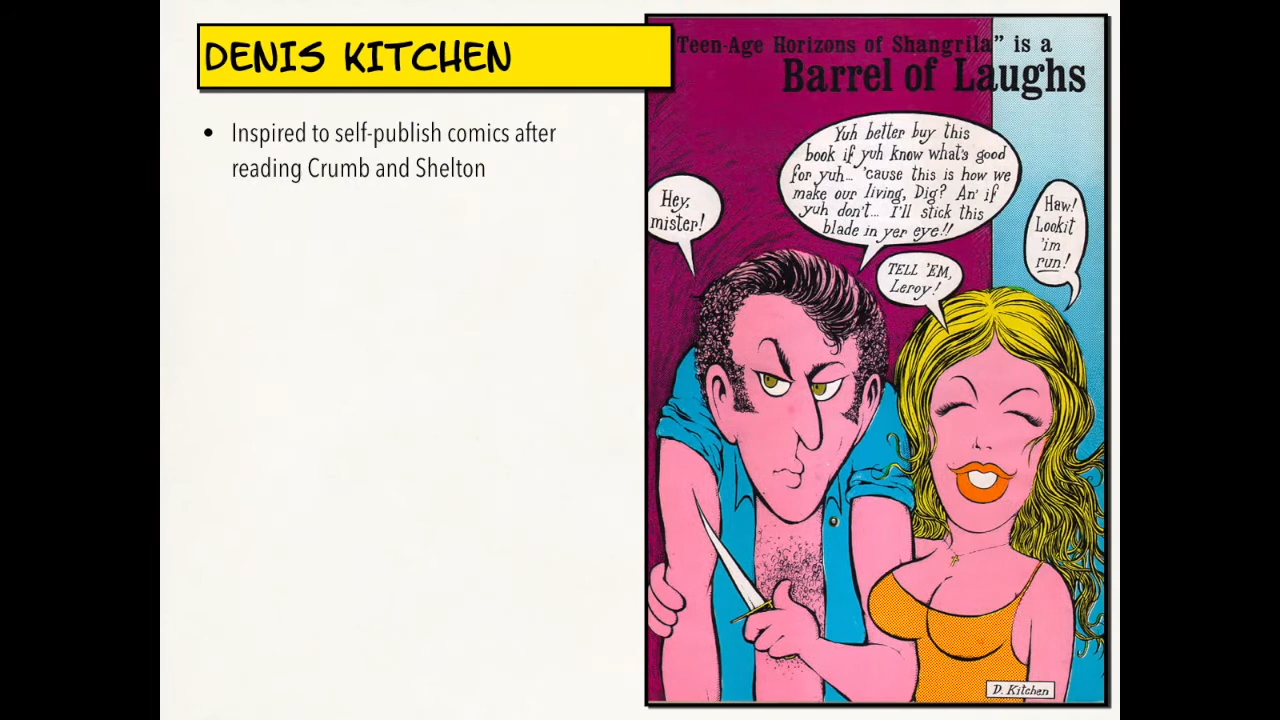 DENIS KITCHEN
• Inspired to self-publish comics after
reading Crumb and Shelton
Teen-Age Horizons of Shangrila" is a
Barrel of Laughs
Hey,
mister!
Yuh better buy this
book if yuh know what's good
for yuh... 'cause this is how we
make our living, Dig? An' if
yuh don't... I'll stick this
blade in yer eye!!
TELL 'EM,
Leroy!
Haw!
Lookit
'im
run!
D. Kitchen